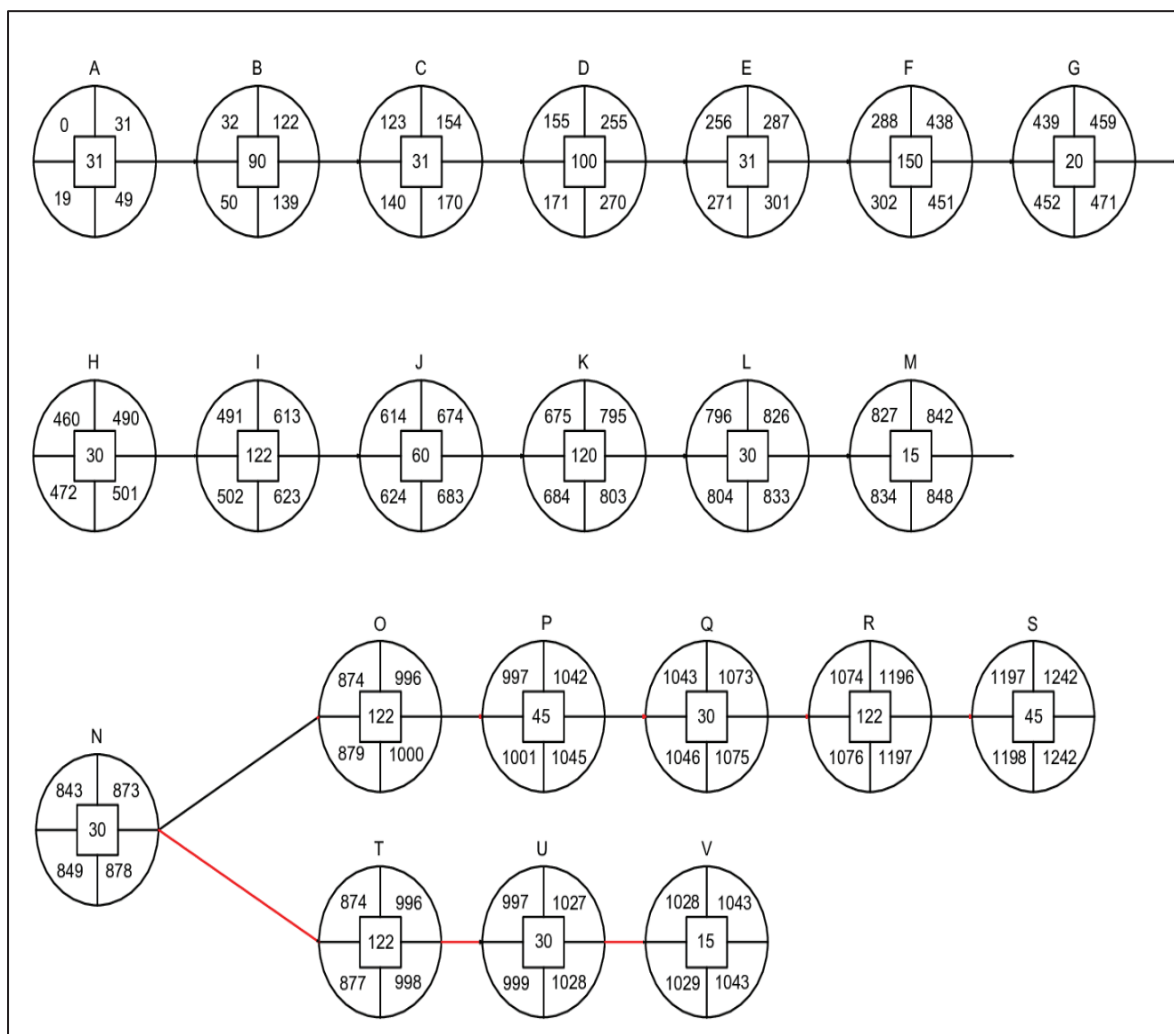 A B C D E F G
0 31 32 122 123 154 155 255 256 287 288 438 439 459
31 90 31 100 31 150 20
19 49 50 139 140 170 171 270 271 301 302 451 452 471
H I J K L M
460 490 491 613 614 674 675 795 796 826 827 842
30 122 60 120 30 15
472 501 502 623 624 683 684 803 804 833 834 848
O P Q R S
874 996 997 1042 1043 1073 1074 1196 1197 1242
122 45 30 122 45
879 1000 1001 1045 1046 1075 1076 1197 1198 1242
N
843 873
30
849 878
T U V
874 996 997 1027 1028 1043
122 30 15
877 998 999 1028 1029 1043